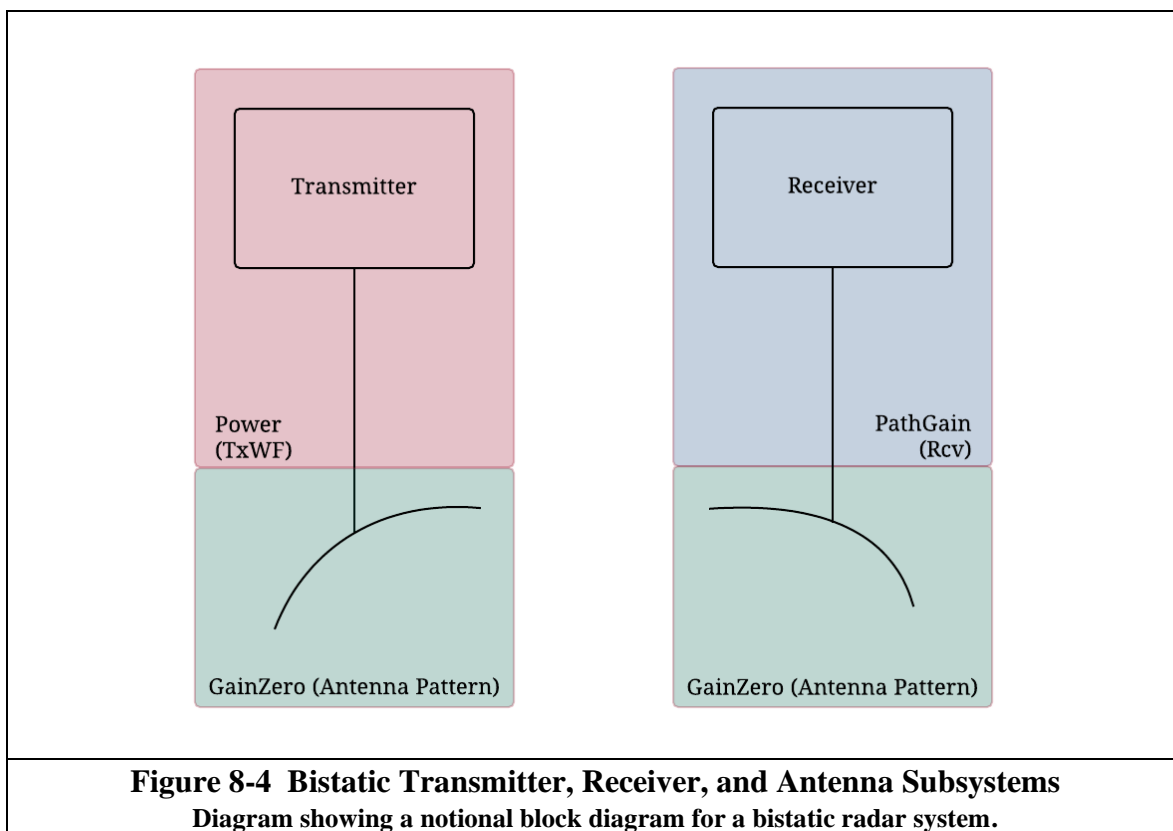 Transmitter
Receiver
Power
(TxWF)
PathGain
(Rcv)
GainZero (Antenna Pattern)
GainZero (Antenna Pattern)
Figure 8-4  Bistatic Transmitter, Receiver, and Antenna Subsystems
Diagram showing a notional block diagram for a bistatic radar system.